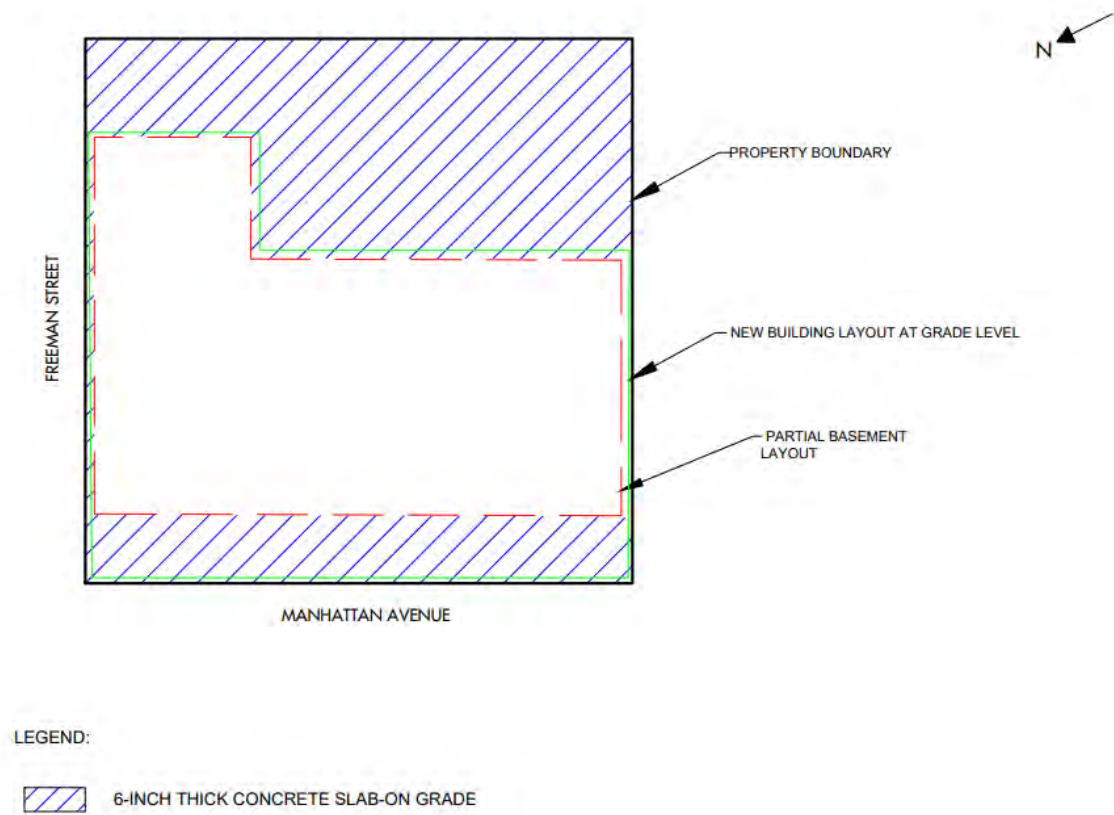 N
PROPERTY BOUNDARY
FREEMAN STREET
NEW BUILDING LAYOUT AT GRADE LEVEL
PARTIAL BASEMENT
LAYOUT
MANHATTAN AVENUE
LEGEND:
6-INCH THICK CONCRETE SLAB-ON GRADE